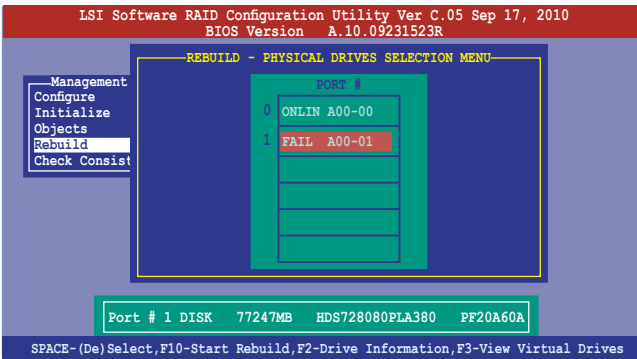 LSI Software RAID Configuration Utility Ver C.05 Sep 17, 2010
BIOS Version A.10.09231523R
REBUILD - PHYSICAL DRIVES SELECTION MENU
Management
Configure
Initialize
Objects
Rebuild
Check Consist
PORT #
0 ONLIN A00-00
1 FAIL A00-01
Port # 1 DISK 77247MB HDS728080PLA380 PF20A60A
SPACE-(De)Select,F10-Start Rebuild,F2-Drive Information,F3-View Virtual Drives